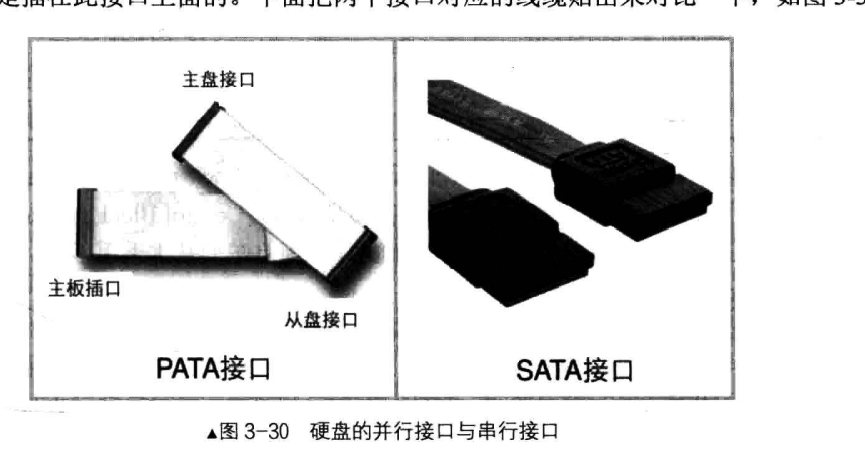 是插在此接口上面的。下面把两个接口对应的线缆贴出来对比一下，如图 3-3
主盘接口
主板插口
从盘接口
PATA接口
SATA接口
▲图 3-30 硬盘的并行接口与串行接口